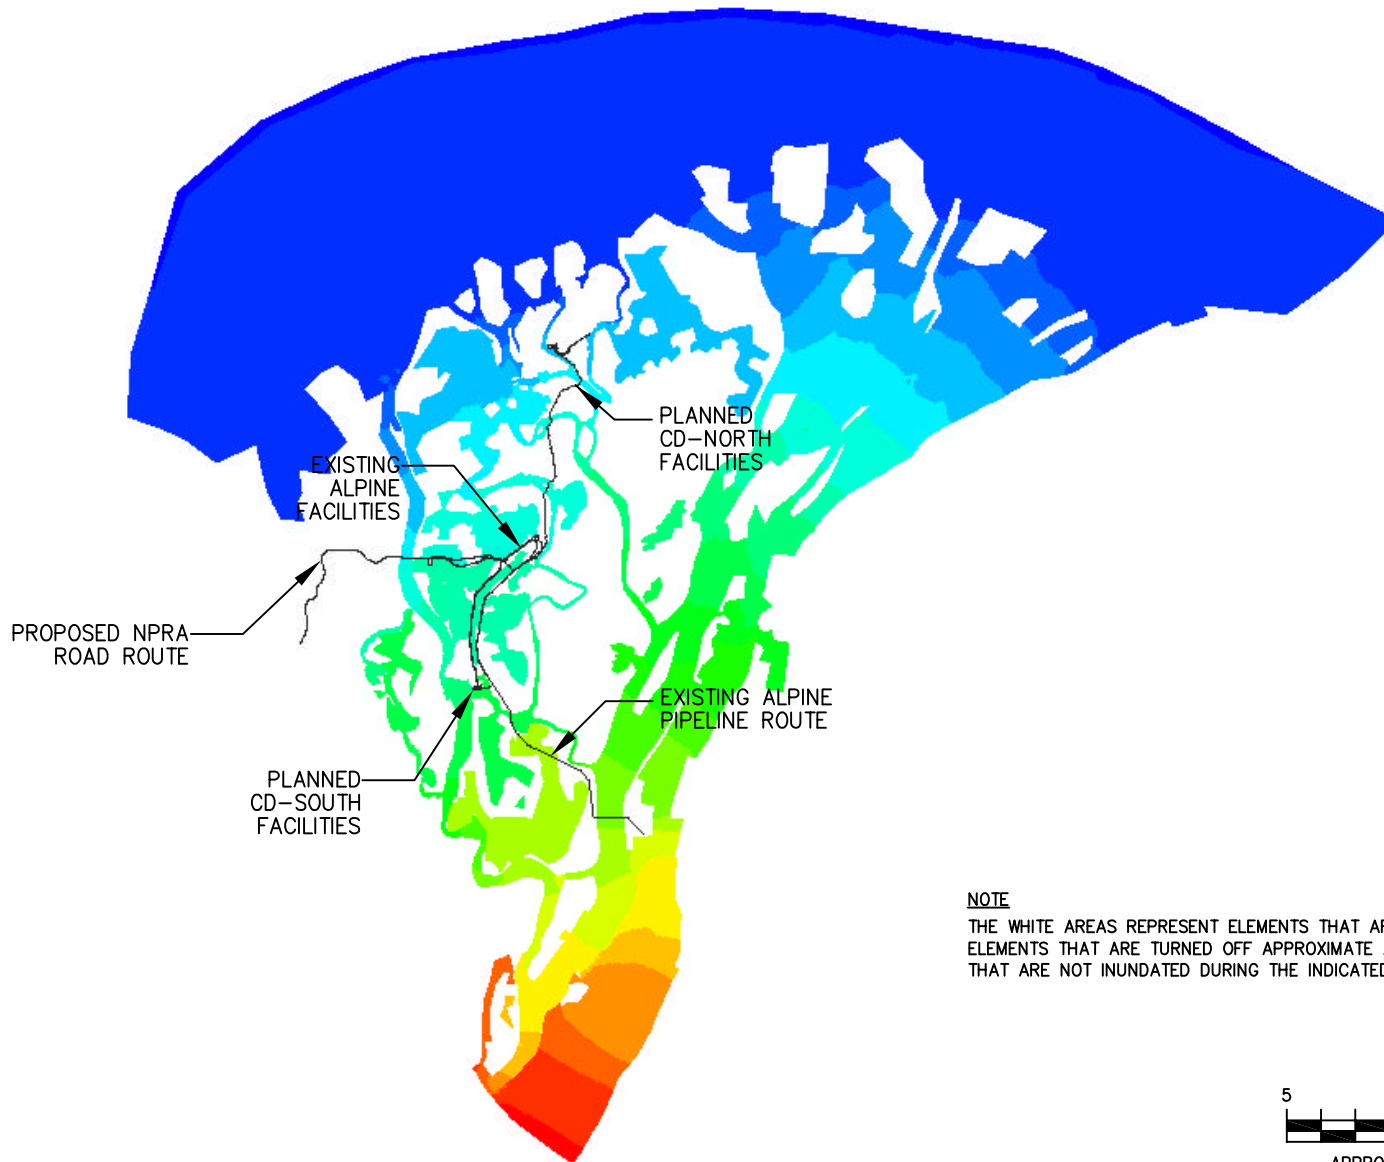 PLANNED
CD-NORTH
FACILITIES
EXISTING
ALPINE
FACILITIES
PROPOSED NPRA
ROAD ROUTE
EXISTING ALPINE
PIPELINE ROUTE
PLANNED
CD-SOUTH
FACILITIES
NOTE
THE WHITE AREAS REPRESENT ELEMENTS THAT
ELEMENTS THAT ARE TURNED OFF APPROXIMATE
THAT ARE NOT INUNDATED DURING THE INDICATED
5